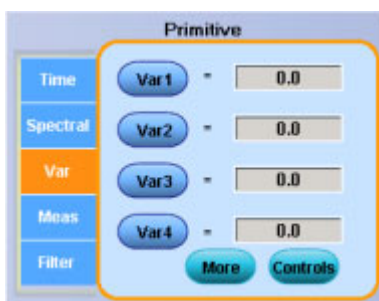 Primitive
Time
Spectral
Var
Meas
Filter
Var1 = 0.0
Var2 = 0.0
Var3 = 0.0
Var4 = 0.0
More Controls